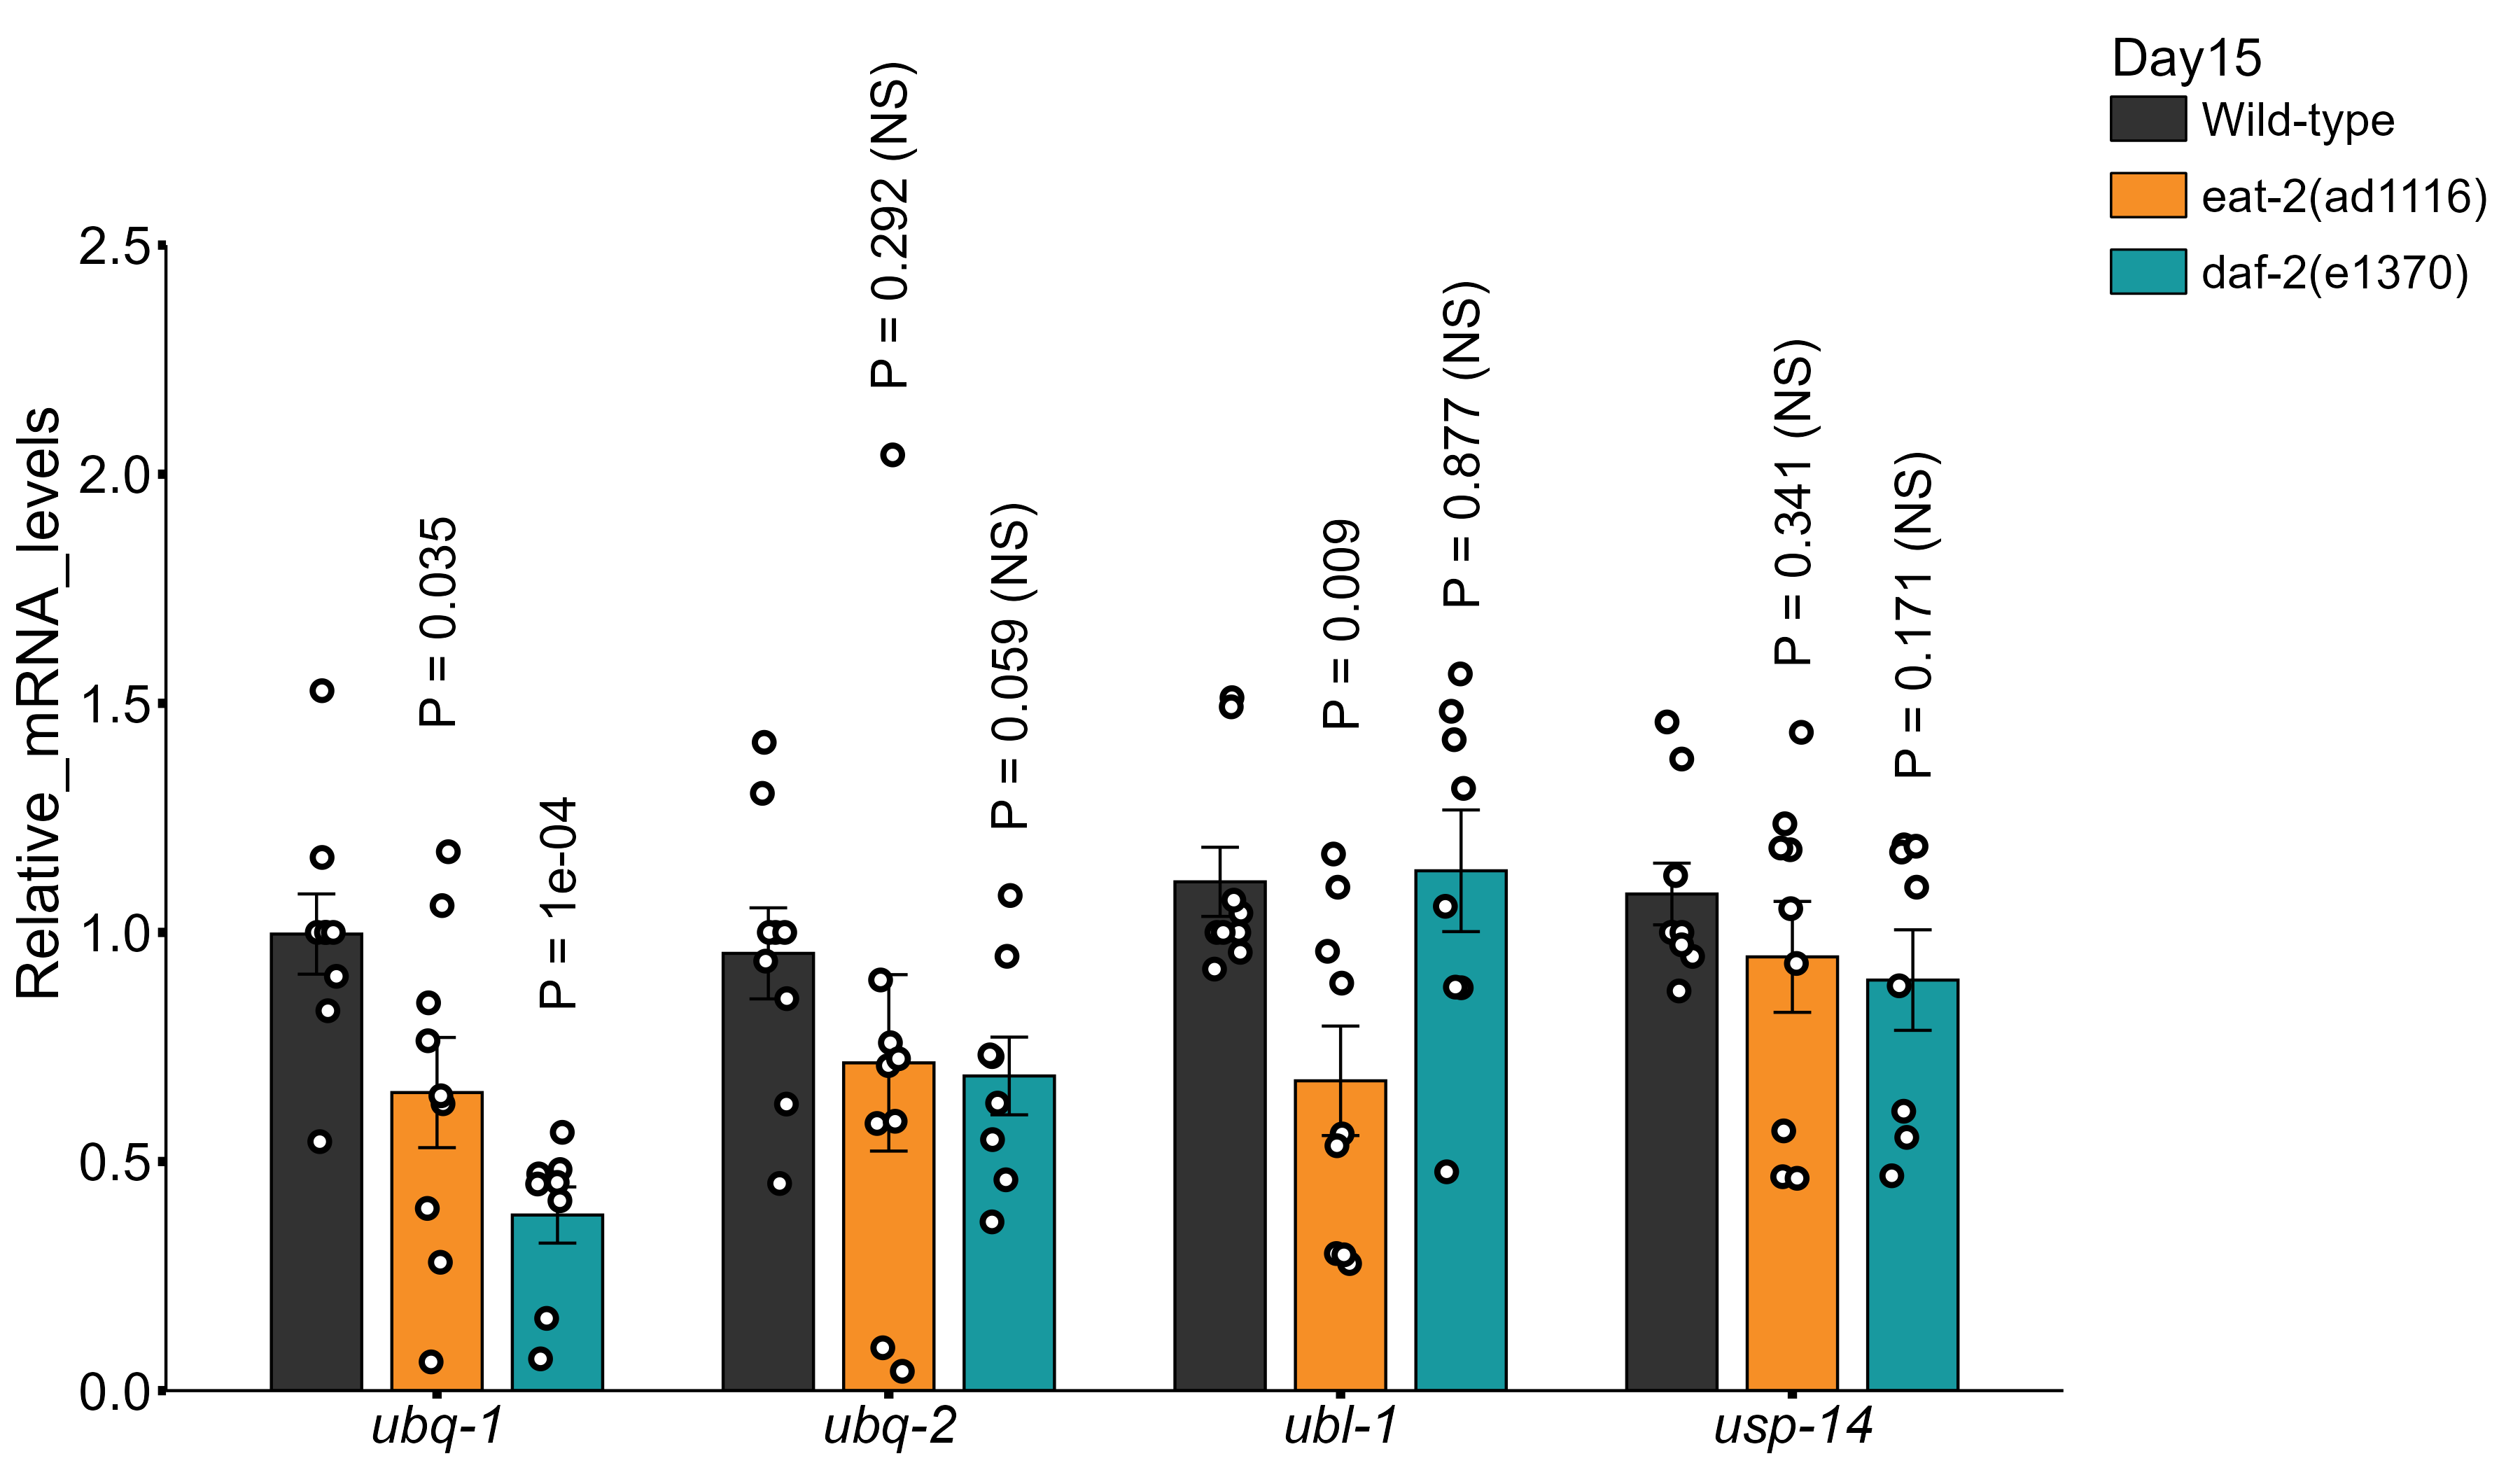 Day15
Wild-type
eat-2(ad1116)
daf-2(e1370)
Relative_mRNA_levels
2.5
2.0
1.5
1.0
0.5
0.0
P = 0.035
P = 1e-04
P = 0.292 (NS)
P = 0.059 (NS)
P = 0.009
P = 0.877 (NS)
P = 0.341 (NS)
P = 0.171 (NS)
ubq-1
ubq-2
ubl-1
usp-14